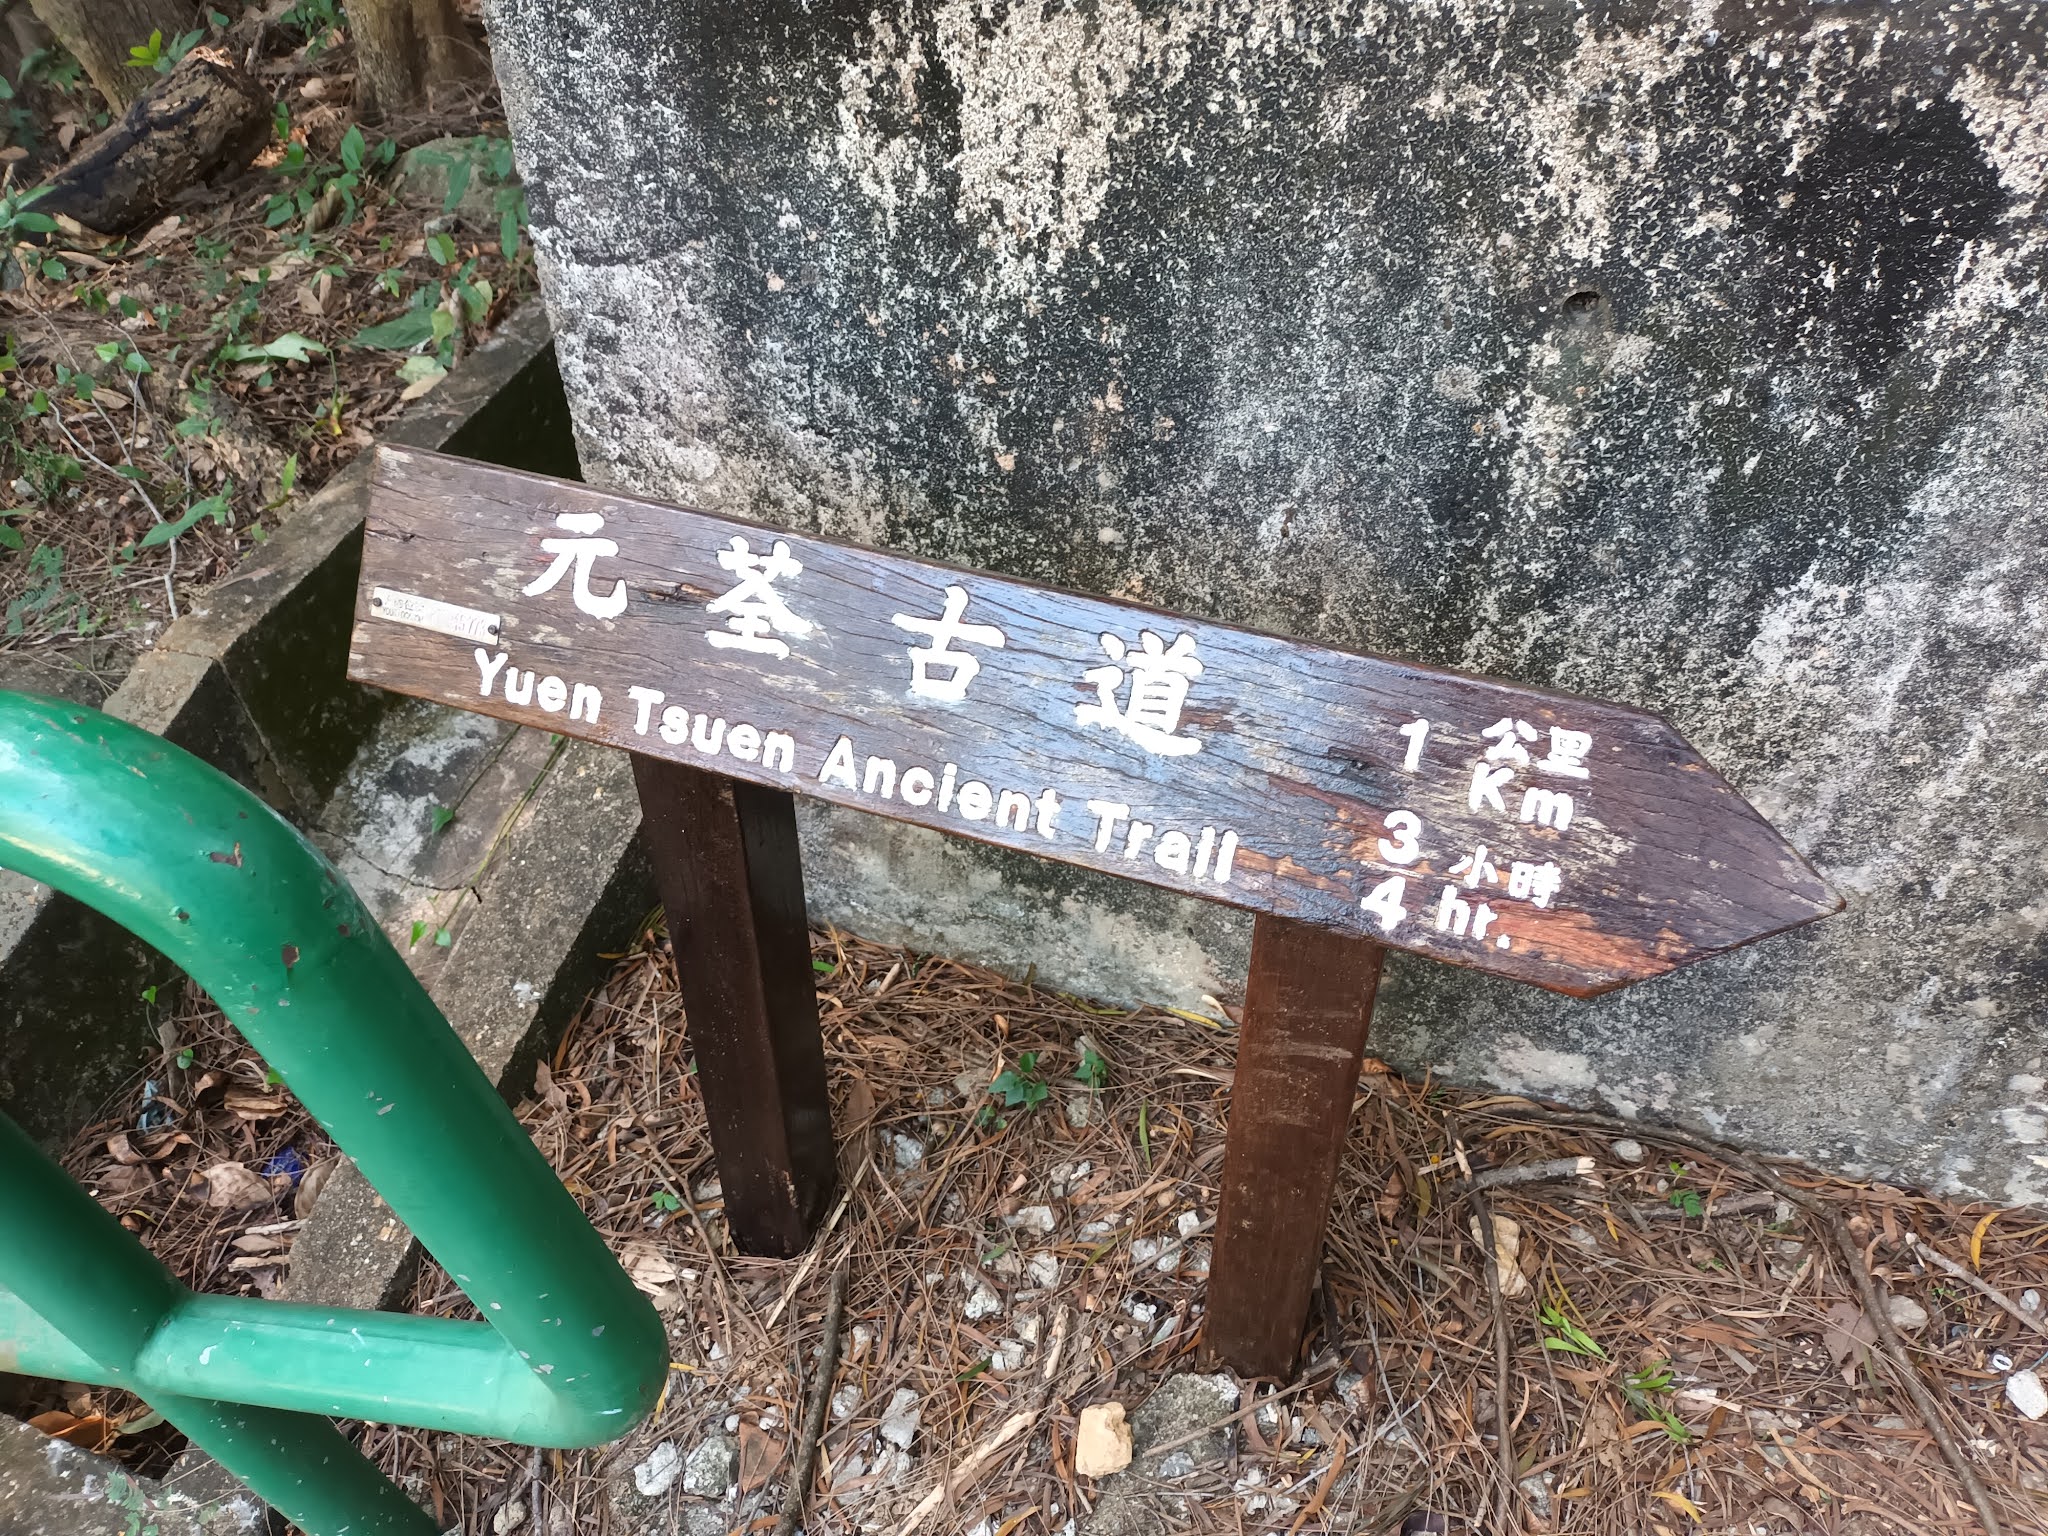 元荃古道
Yuen Tsuen Ancient Trail
1 公里
Km
3/4 小時
hr.